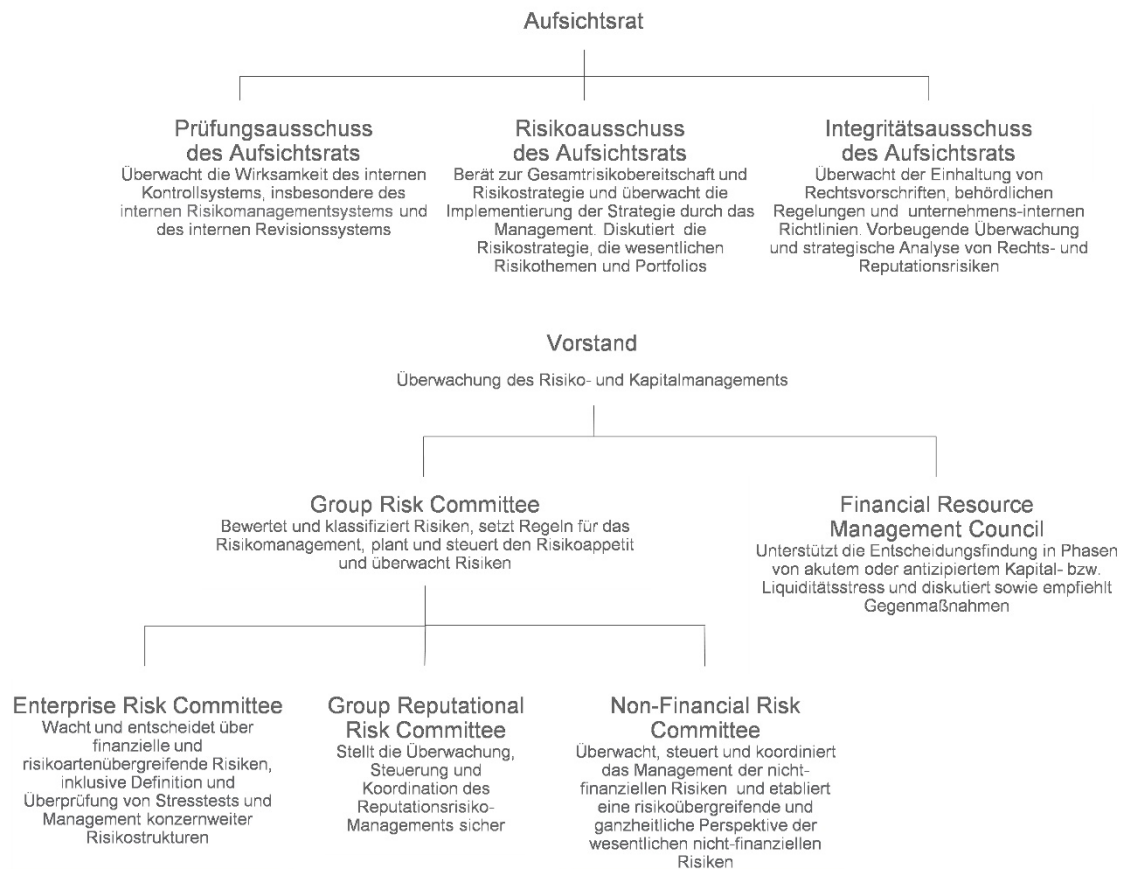 Aufsichtsrat
Prüfungsausschuss
des Aufsichtsrats
Überwacht die Wirksamkeit des internen
Kontrollsystems, insbesondere des
internen Risikomanagementsystems und
des internen Revisionssystems
Risikoausschuss
des Aufsichtsrats
Berät zur Gesamtrisikobereitschaft und
Risikostrategie und überwacht die
Implementierung der Strategie durch das
Management. Diskutiert die
Risikostrategie, die wesentlichen
Risikothemen und Portfolios
Integritätsausschuss
des Aufsichtsrats
Überwacht der Einhaltung von
Rechtsvorschriften, behördlichen
Regelungen und unternehmens-internen
Richtlinien. Vorbeugende Überwachung
und strategische Analyse von Rechts- und
Reputationsrisiken
Vorstand
Überwachung des Risiko- und Kapitalmanagements
Group Risk Committee
Bewertet und klassifiziert Risiken, setzt Regeln für das
Risikomanagement, plant und steuert den Risikoappetit
und überwacht Risiken
Financial Resource
Management Council
Unterstützt die Entscheidungsfindung in Phasen
von akutem oder antizipiertem Kapital- bzw.
Liquiditätsstress und diskutiert sowie empfiehlt
Gegenmaßnahmen
Enterprise Risk Committee
Wacht und entscheidet über
finanzielle und
risikoartenübergreifende Risiken,
inklusive Definition und
Überprüfung von Stresstests und
Management konzernweiter
Risikostrukturen
Group Reputational
Risk Committee
Stellt die Überwachung,
Steuerung und
Koordination des
Reputationsrisiko-
Managements sicher
Non-Financial Risk
Committee
Überwacht, steuert und koordiniert
das Management der nicht-
finanziellen Risiken und etabliert
eine risikoübergreifende und
ganzheitliche Perspektive der
wesentlichen nicht-finanziellen
Risiken